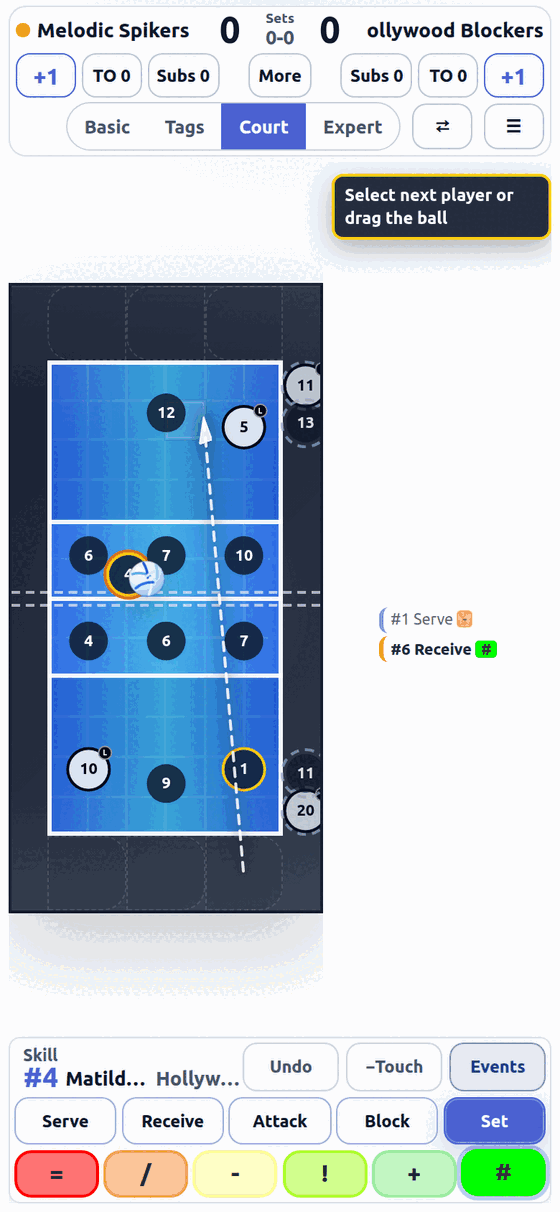 Melodic Spikers 0 Sets 0-0 0 ollywood Blockers
+1 TO 0 Subs 0 More Subs 0 TO 0 +1
Basic Tags Court Expert ⇄ ☰
Select next player or
drag the ball
11
12
5 L
13
6 7 10
4 6 7
#1 Serve
#6 Receive #
10 L
9
1
11
20
Skill
#4 Matild... Hollyw... Undo −Touch Events
Serve Receive Attack Block Set
= / - ! + #